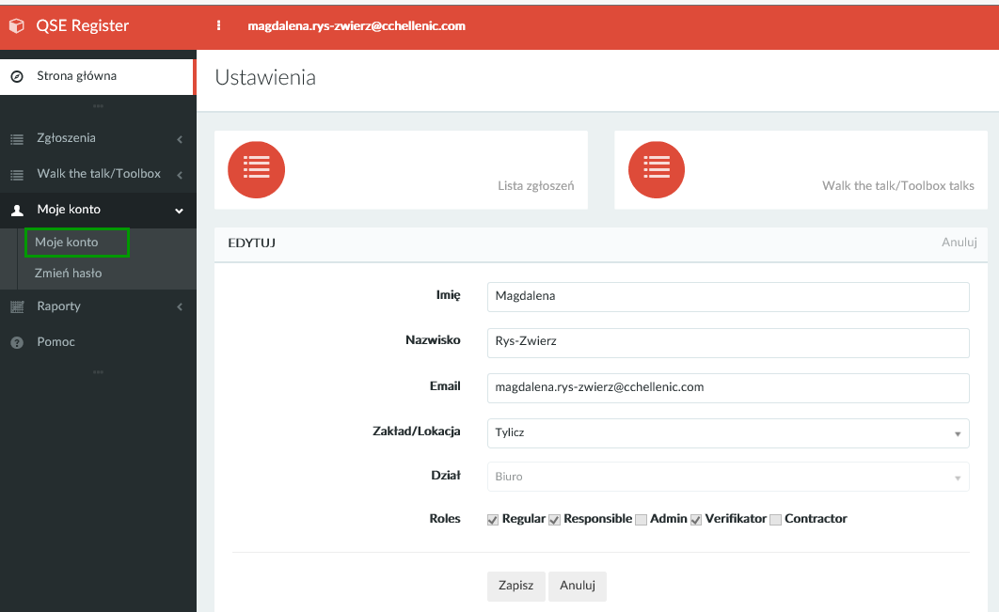 QSE Register
magdalena.rys-zwierz@cchellenic.com
Strona główna
Zgłoszenia
Walk the talk/Toolbox
Moje konto
Moje konto
Zmień hasło
Raporty
Pomoc
Ustawienia
Lista zgłoszeń
Walk the talk/Toolbox talks
EDYTUJ Anuluj
Imię Magdalena
Nazwisko Rys-Zwierz
Email magdalena.rys-zwierz@cchellenic.com
Zakład/Lokacja Tylicz
Dział Biuro
Roles Regular Responsible Admin Verifikator Contractor
Zapisz Anuluj